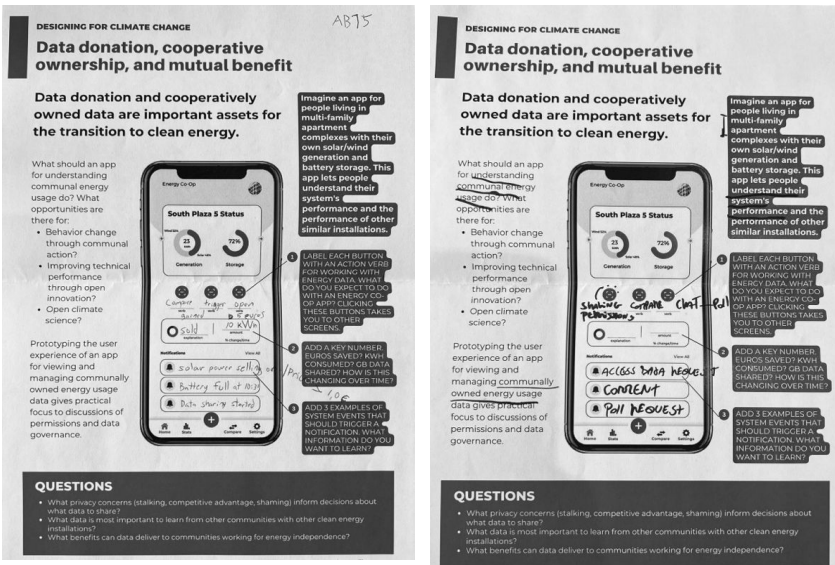 AB75
DESIGNING FOR CLIMATE CHANGE
Data donation, cooperative
ownership, and mutual benefit
Data donation and cooperatively
owned data are important assets for
the transition to clean energy.
Imagine an app for
people living in
multi-family
apartment
complexes with their
own solar/wind
generation and
battery storage. This
app lets people
understand their
system's
performance and the
performance of other
similar installations.
What should an app
for understanding
communal energy
usage do? What
opportunities are
there for:
• Behavior change
through communal
action?
• Improving technical
performance
through open
innovation?
• Open climate
science?
Prototyping the user
experience of an app
for viewing and
managing communally
owned energy usage
data gives practical
focus to discussions of
permissions and data
governance.
Energy Co-Op
South Plaza 5 Status
23
72%
Generation
Storage
Compare trigger open
gained 5 euros
sold 10 KWh
explanation
amount
% change/time
Notifications
View All
solar power selling
Battery full at
Data sharing started
Home
Stats
Compare
Settings
1
LABEL EACH BUTTON
WITH AN ACTION VERB
FOR WORKING WITH
ENERGY DATA. WHAT
DO YOU EXPECT TO DO
WITH AN ENERGY CO-
OP APP? CLICKING
THESE BUTTONS TAKES
YOU TO OTHER
SCREENS.
2
ADD A KEY NUMBER.
EUROS SAVED? KWH
CONSUMED? GB DATA
SHARED? HOW IS THIS
CHANGING OVER TIME?
3
ADD 3 EXAMPLES OF
SYSTEM EVENTS THAT
SHOULD TRIGGER A
NOTIFICATION. WHAT
INFORMATION DO YOU
WANT TO LEARN?
QUESTIONS
• What privacy concerns (stalking, competitive advantage, shaming) inform decisions about
what data to share?
• What data is most important to learn from other communities with other clean energy
installations?
• What benefits can data deliver to communities working for energy independence?
DESIGNING FOR CLIMATE CHANGE
Data donation, cooperative
ownership, and mutual benefit
Data donation and cooperatively
owned data are important assets for
the transition to clean energy.
Imagine an app for
people living in
multi-family
apartment
complexes with their
own solar/wind
generation and
battery storage. This
app lets people
understand their
system's
performance and the
performance of other
similar installations.
What should an app
for understanding
communal energy
usage do? What
opportunities are
there for:
• Behavior change
through communal
action?
• Improving technical
performance
through open
innovation?
• Open climate
science?
Prototyping the user
experience of an app
for viewing and
managing communally
owned energy usage
data gives practical
focus to discussions of
permissions and data
governance.
Energy Co-Op
South Plaza 5 Status
23
72%
Generation
Storage
sharing COMPARE Chat-Poll
PERMISSIONS
explanation
amount
% change/time
Notifications
View All
ACCESS DATA REQUEST
COMMENT
Poll REQUEST
Home
Stats
Compare
Settings
1
LABEL EACH BUTTON
WITH AN ACTION VERB
FOR WORKING WITH
ENERGY DATA. WHAT
DO YOU EXPECT TO DO
WITH AN ENERGY CO-
OP APP? CLICKING
THESE BUTTONS TAKES
YOU TO OTHER
SCREENS.
2
ADD A KEY NUMBER.
EUROS SAVED? KWH
CONSUMED? GB DATA
SHARED? HOW IS THIS
CHANGING OVER TIME?
3
ADD 3 EXAMPLES OF
SYSTEM EVENTS THAT
SHOULD TRIGGER A
NOTIFICATION. WHAT
INFORMATION DO YOU
WANT TO LEARN?
QUESTIONS
• What privacy concerns (stalking, competitive advantage, shaming) inform decisions about
what data to share?
• What data is most important to learn from other communities with other clean energy
installations?
• What benefits can data deliver to communities working for energy independence?